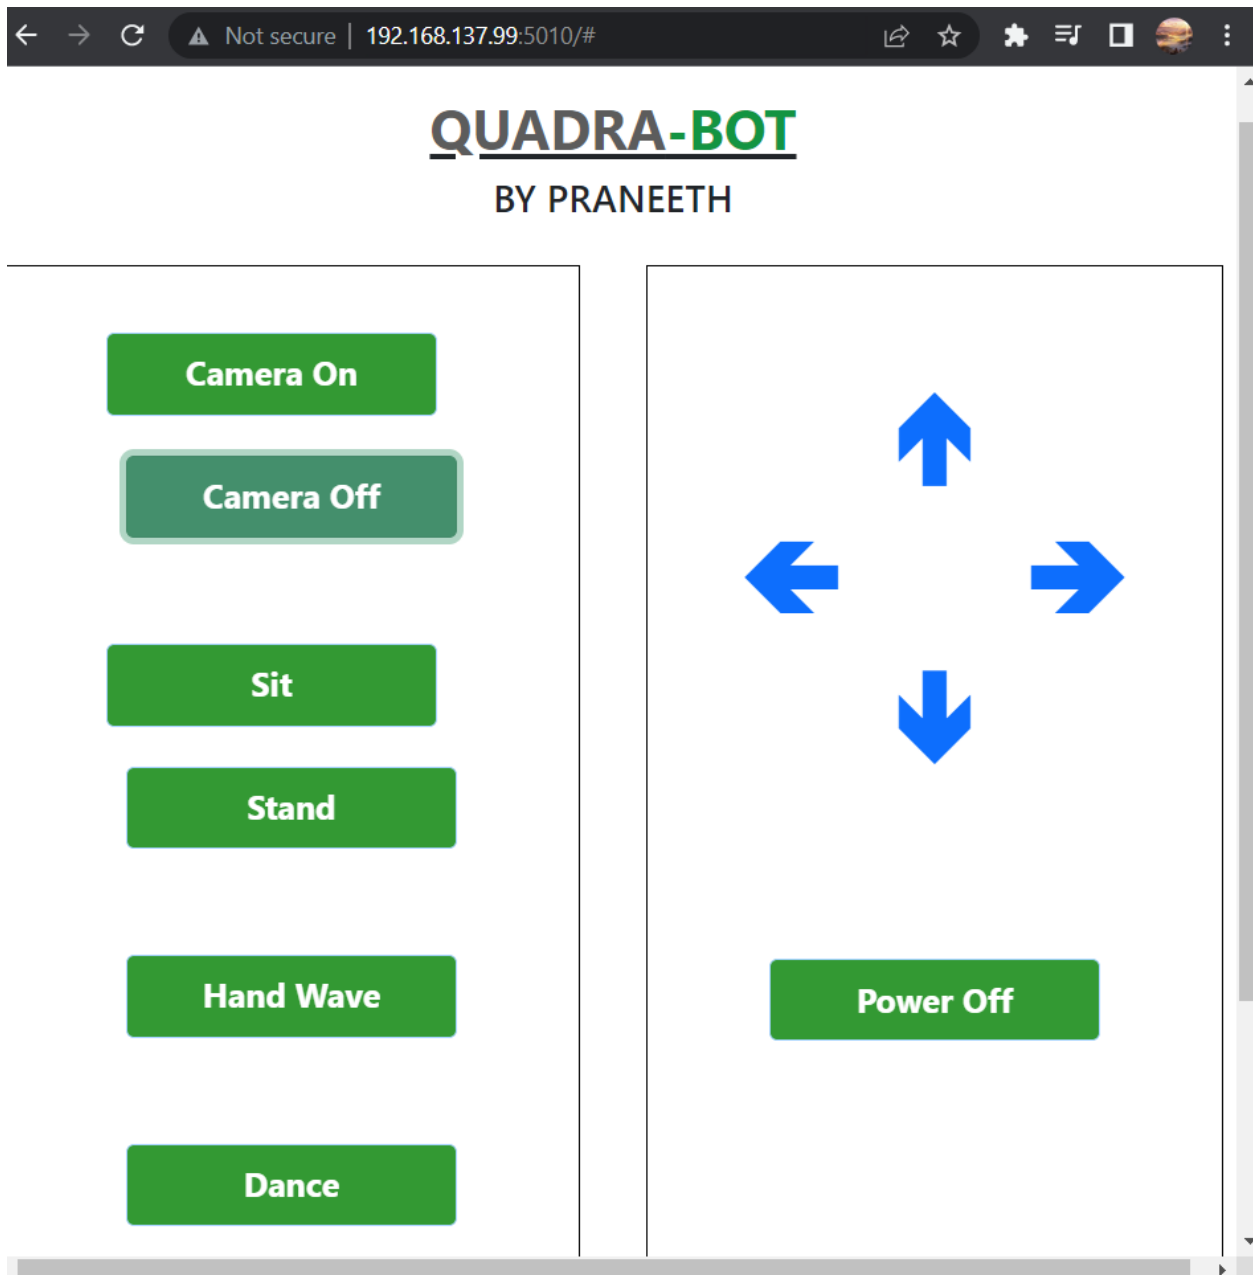 Not secure | 192.168.137.99:5010/#
QUADRA-BOT
BY PRANEETH
Camera On
Camera Off
Sit
Stand
Hand Wave
Dance
Power Off